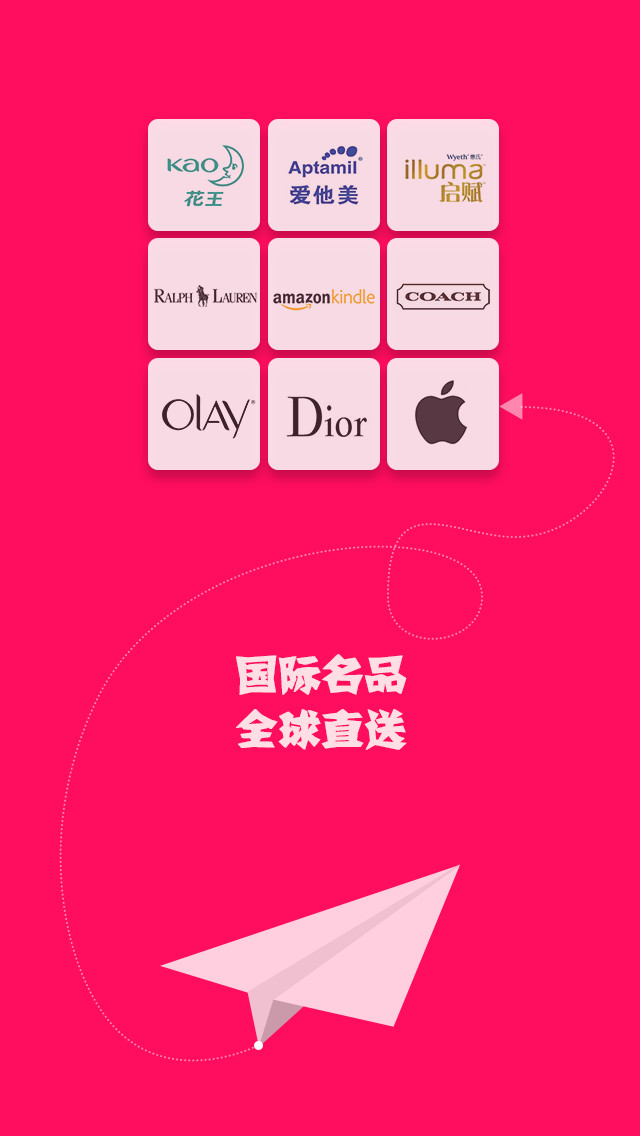 Kao
花王
Aptamil®
爱他美
Wyeth® 惠氏®
illuma
启赋
RALPH LAUREN
amazonkindle
COACH
OLAY®
Dior
国际名品
全球直送